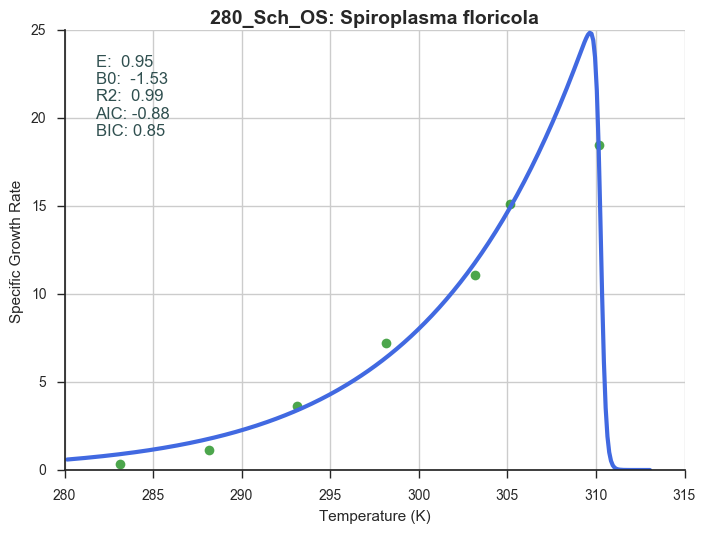 280_Sch_OS: Spiroplasma floricola
E:  0.95
B0:  -1.53
R2:  0.99
AIC: -0.88
BIC: 0.85
Specific Growth Rate
25
20
15
10
5
0
280 285 290 295 300 305 310 315
Temperature (K)